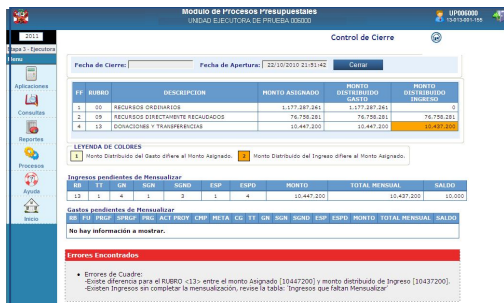 Modulo de Procesos Presupuestales
UNIDAD EJECUTORA DE PRUEBA 006000
UP006000
13-013-001-155
2011
Etapa 3 - Ejecutora
Menu
Aplicaciones
Consultas
Reportes
Procesos
Ayuda
Inicio
Control de Cierre
Fecha de Cierre: Fecha de Apertura: 22/10/2010 21:51:42 Cerrar
FF RUBRO DESCRIPCION MONTO ASIGNADO MONTO DISTRIBUIDO GASTO MONTO DISTRIBUIDO INGRESO
1 00 RECURSOS ORDINARIOS 1.177.287.261 1.177.287.261 0
2 09 RECURSOS DIRECTAMENTE RECAUDADOS 76.758.281 76.758.281 76.758.281
4 13 DONACIONES Y TRANSFERENCIAS 10.447.200 10.447.200 10.437.200
LEYENDA DE COLORES
1 Monto Distribuido del Gasto difiere al Monto Asignado. Monto Distribuido del Ingreso difiere al Monto Asignado.
Ingresos pendientes de Mensualizar
RB TT GN SGN SGND ESP ESPD MONTO TOTAL MENSUAL SALDO
13 1 4 1 3 1 4 10,447,200 10,437,200 10,000
Gastos pendientes de Mensualizar
RB FU PRGF SPRGF PRG ACT PROY CMP META CG TT GN SGN SGND ESP ESPD MONTO TOTAL MENSUAL SALDO
No hay información a mostrar.
Errores Encontrados
• Errores de Cuadre:
-Existe diferencia para el RUBRO <13> entre el monto Asignado [10447200] y monto distribuido de Ingreso [10437200].
-Existen Ingresos sin completar la mensualización, revise la tabla: 'Ingresos que faltan Mensualizar'